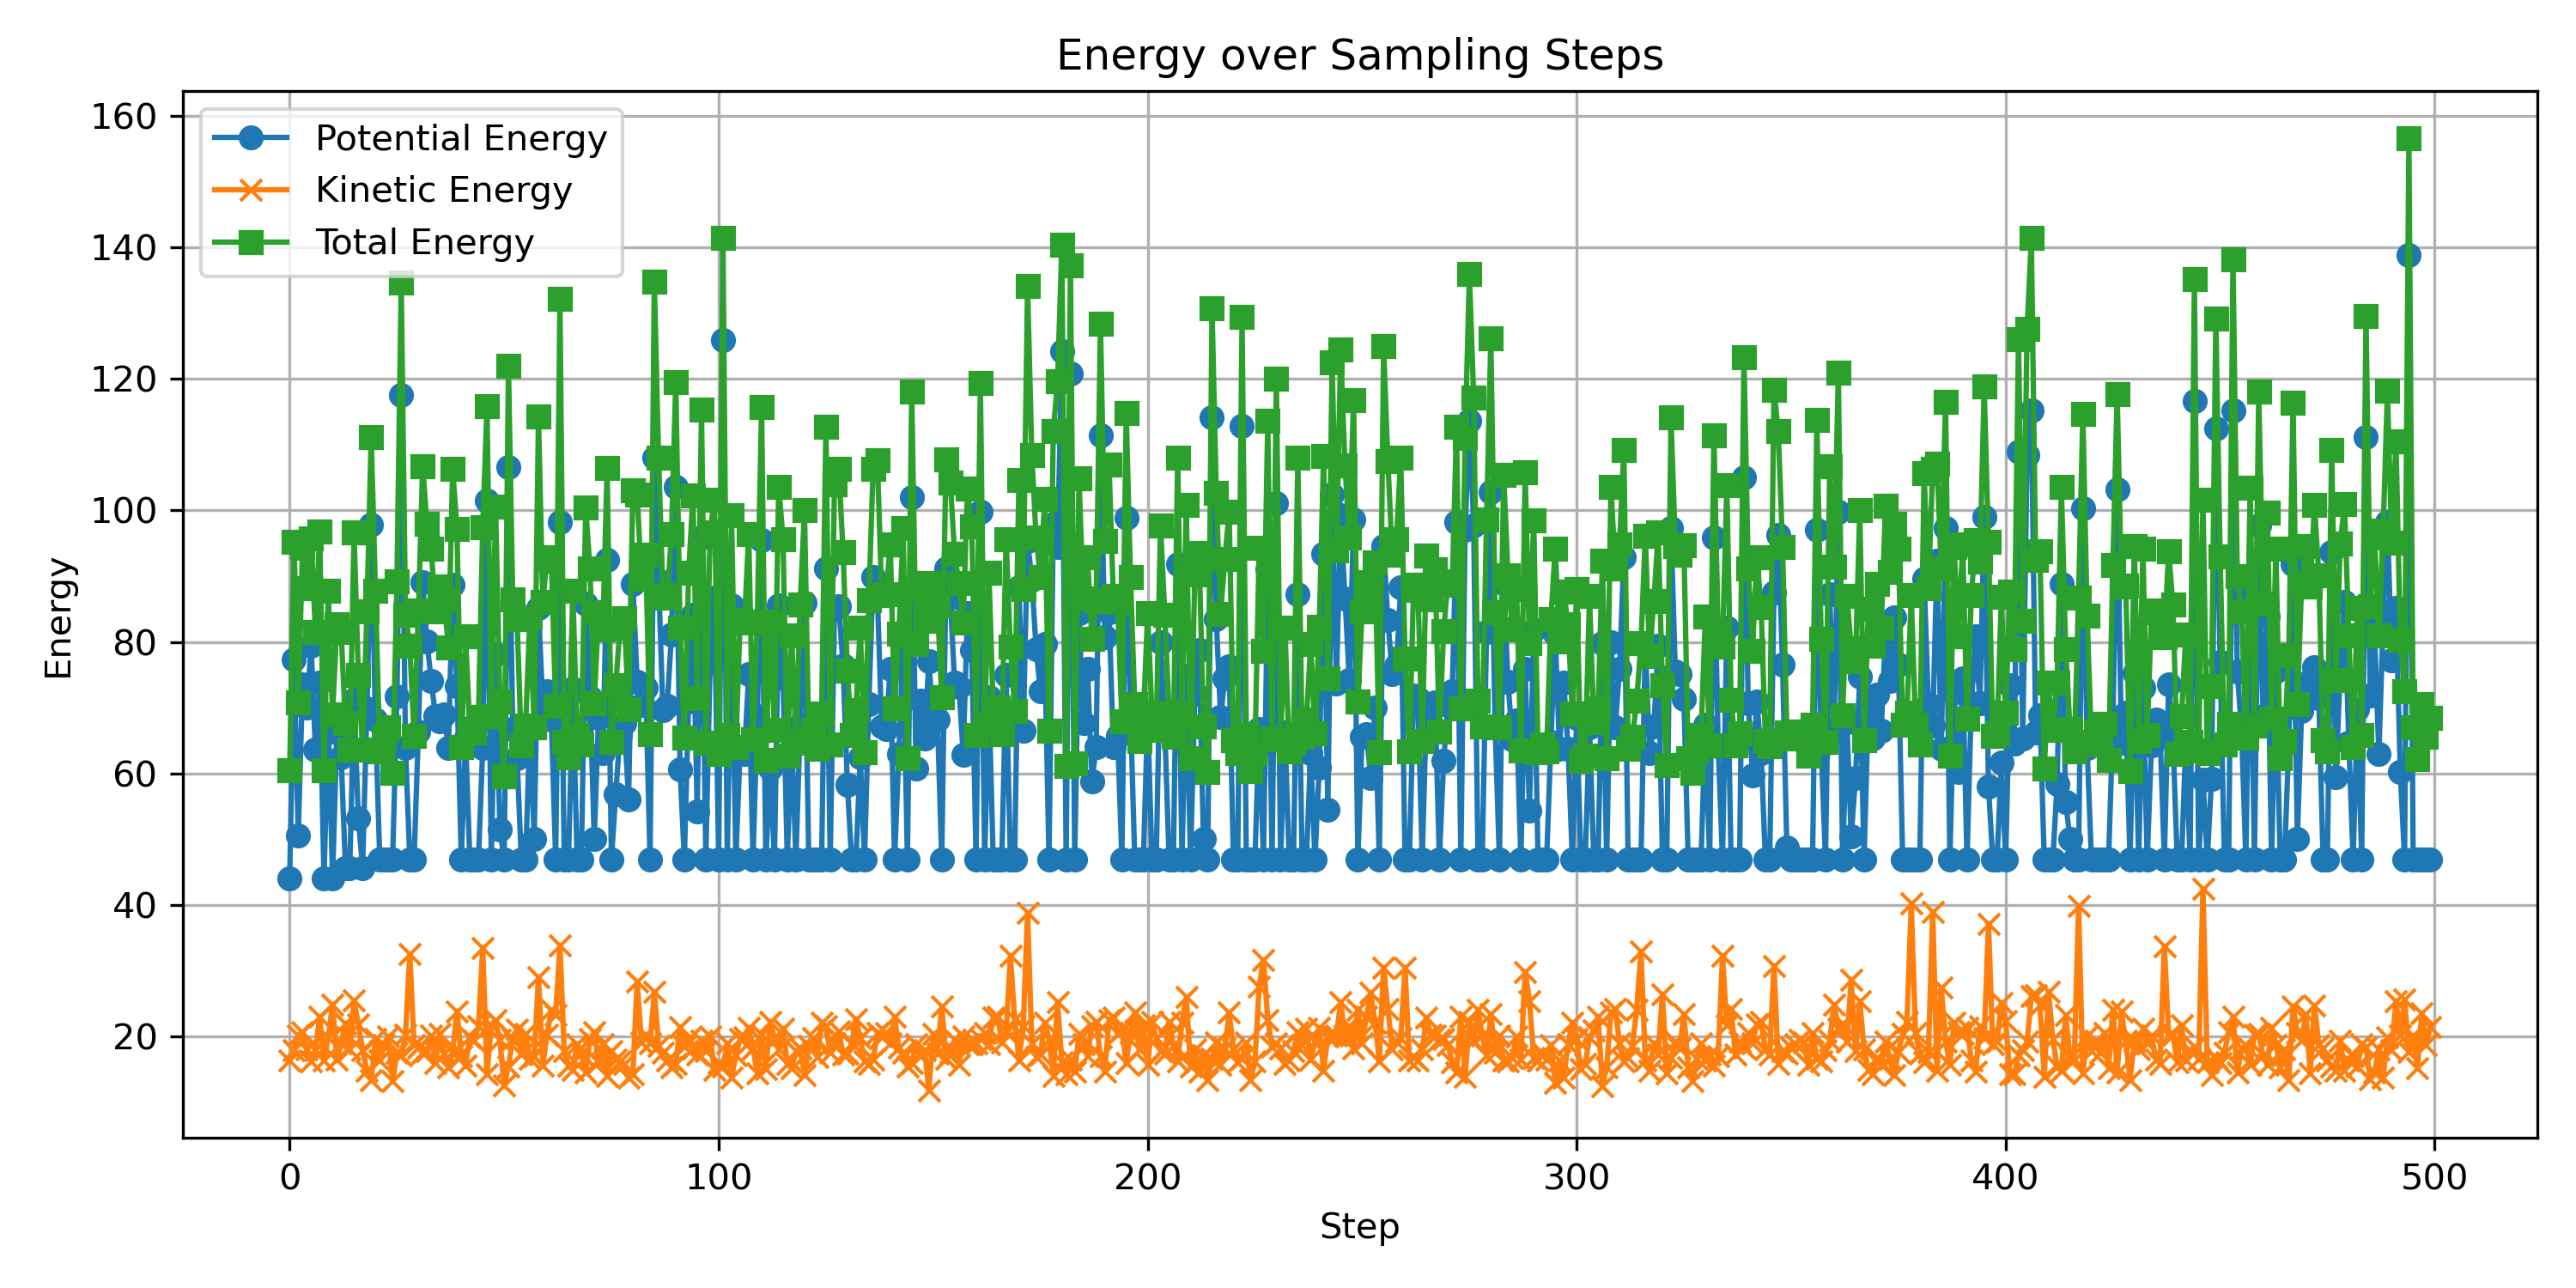 Energy over Sampling Steps
160
140
120
100
80
60
40
20
Energy
Potential Energy
Kinetic Energy
Total Energy
0
100
200
300
400
500
Step